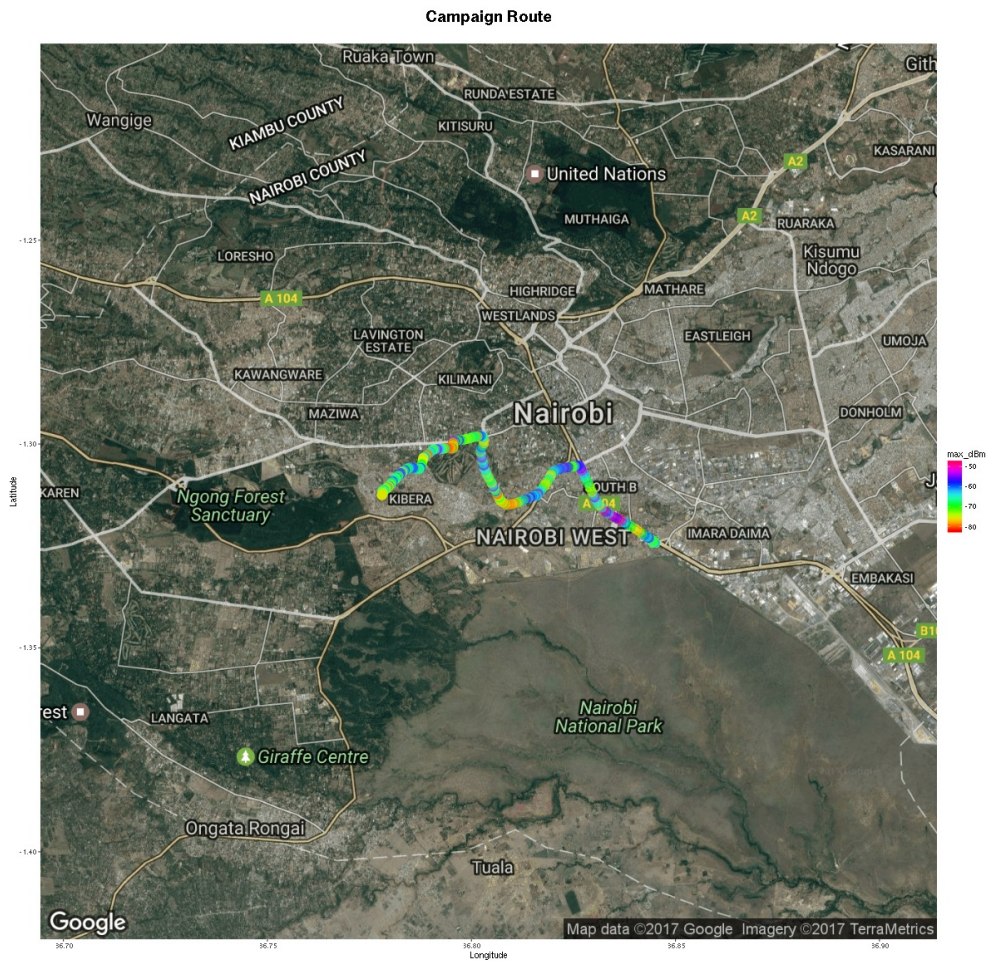 Campaign Route
Ruaka Town
Gith
RUNDA ESTATE
Wangige
KIAMBU COUNTY
KITISURU
KASARANI
A2
NAIROBI COUNTY
United Nations
MUTHAIGA
A2
RUARAKA
-1.25
LORESHO
Kisumu
Ndogo
A 104
HIGHRIDGE
MATHARE
WESTLANDS
LAVINGTON
ESTATE
EASTLEIGH
UMOJA
KAWANGWARE
KILIMANI
MAZIWA
Nairobi
DONHOLM
-1.30
max_dBm
-50
-60
-70
-80
KAREN
Ngong Forest
Sanctuary
KIBERA
OUTH B
A 104
NAIROBI WEST
IMARA DAIMA
EMBAKASI
Latitude
A 104
-1.35
rest
LANGATA
Nairobi
National Park
Giraffe Centre
Ongata Rongai
-1.40
Tuala
Google
Map data ©2017 Google Imagery ©2017 TerraMetrics
36.70
36.75
36.80
36.85
36.90
Longitude